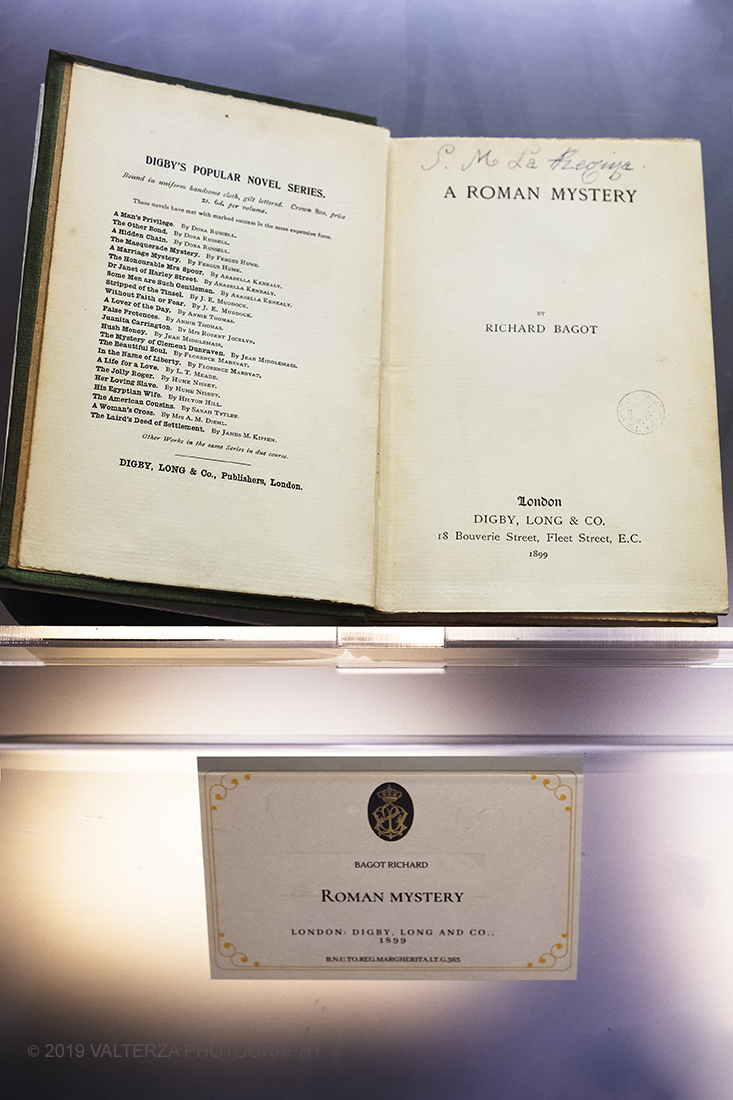 DIGBY'S POPULAR NOVEL SERIES.
Bound in uniform handsome cloth, gilt lettered. Crown 8vo, price
2s. 6d. per volume.
These novels have met with marked success in the more expensive form.
A Man's Privilege. By DORA RUSSELL.
The Other Bond. By DORA RUSSELL.
A Hidden Chain. By DORA RUSSELL.
The Masquerade Mystery. By FERGUS HUME.
A Marriage Mystery. By FERGUS HUME.
The Honourable Mrs Spoor. By ARABELLA KENEALY.
Dr Janet of Harley Street. By ARABELLA KENEALY.
Some Men are Such Gentlemen. By ARABELLA KENEALY.
Stripped of the Tinsel. By J. E. MUDDOCK.
Without Faith or Fear. By J. E. MUDDOCK.
A Lover of the Day. By ANNIE THOMAS.
False Pretences. By ANNIE THOMAS.
Juanita Carrington. By MRS ROBERT JOCELYN.
Hush Money. By JEAN MIDDLEMASS.
The Mystery of Clement Dunraven. By JEAN MIDDLEMASS.
The Beautiful Soul. By FLORENCE MARRYAT.
In the Name of Liberty. By FLORENCE MARRYAT.
A Life for a Love. By L. T. MEADE.
The Jolly Roger. By HUME NISBET.
Her Loving Slave. By HUME NISBET.
His Egyptian Wife. By HILTON HILL.
The American Cousins. By SARAH TYTLER.
A Woman's Cross. By MRS A. M. DIEHL.
The Laird's Deed of Settlement. By JAMES M. KIPPEN.
Other Works in the same Series in due course.
DIGBY, LONG & Co., Publishers, London.
S. M La Regina.
A ROMAN MYSTERY
BY
RICHARD BAGOT
London
DIGBY, LONG & CO.
18 Bouverie Street, Fleet Street, E.C.
1899
BAGOT RICHARD
ROMAN MYSTERY
LONDON: DIGBY, LONG AND CO.,
1899
B.N.U.TO.REG.MARGHERITA.LT.G.565
© 2019 VALTERZA PHOTOGRAPHY